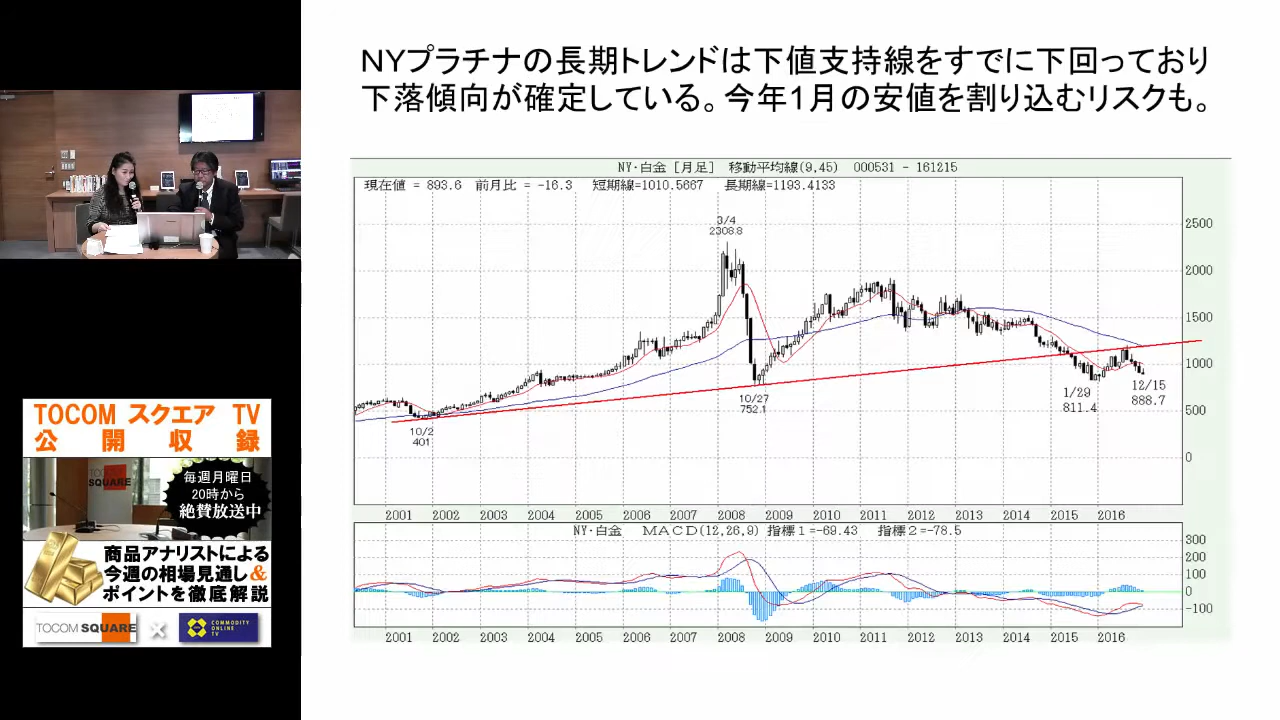 NYプラチナの長期トレンドは下値支持線をすでに下回っており
下落傾向が確定している。今年1月の安値を割り込むリスクも。
NY・白金 [月足] 移動平均線(9,45) 000531 - 161215
現在値 = 893.6 前月比 = -16.3 短期線=1010.5667 長期線=1193.4133
3/4
2308.8
2500
2000
1500
1000
500
0
10/2
401
10/27
752.1
1/29
811.4
12/15
888.7
2001 2002 2003 2004 2005 2006 2007 2008 2009 2010 2011 2012 2013 2014 2015 2016
NY・白金 MACD(12,26,9) 指標1=-69.43 指標2=-78.5
300
200
100
0
-100
2001 2002 2003 2004 2005 2006 2007 2008 2009 2010 2011 2012 2013 2014 2015 2016
TOCOM スクエア TV
公開収録
TOCOM
SQUARE
毎週月曜日
20時から
絶賛放送中
商品アナリストによる
今週の相場見通し&
ポイントを徹底解説
TOCOM SQUARE × COMMODITY
ONLINE
TV